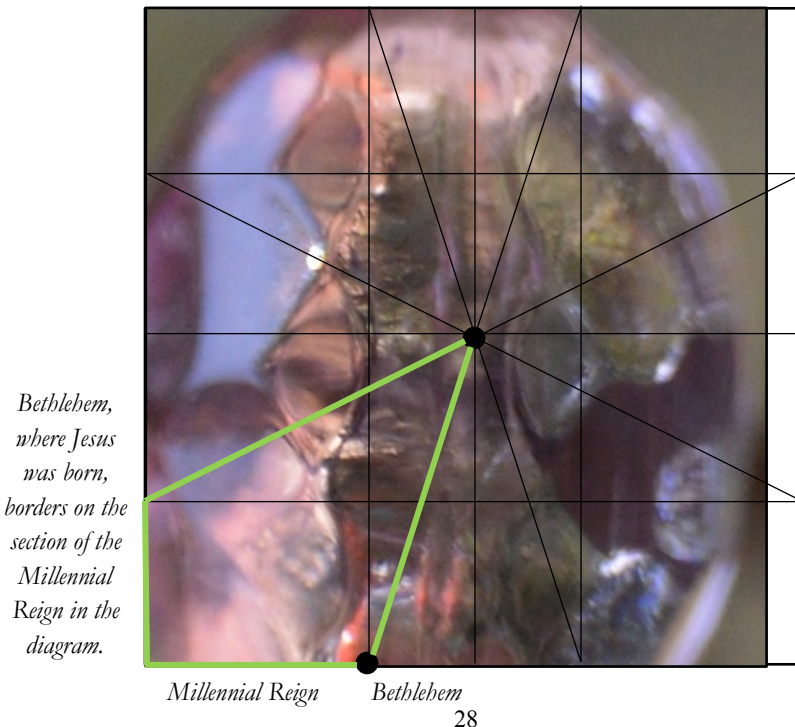 Bethlehem,
where Jesus
was born,
borders on the
section of the
Millennial
Reign in the
diagram.
Millennial Reign Bethlehem
28